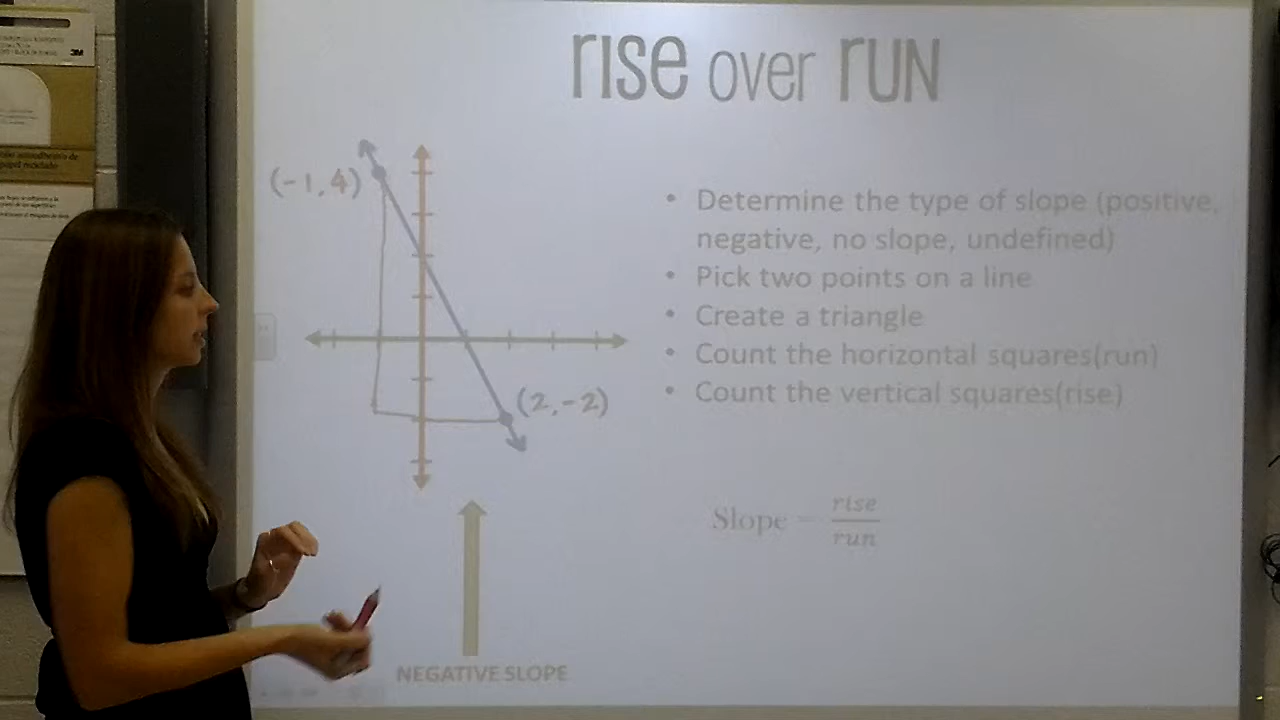 rise over run
(-1,4)
• Determine the type of slope (positive,
negative, no slope, undefined)
• Pick two points on a line
• Create a triangle
• Count the horizontal squares(run)
• Count the vertical squares(rise)
(2,-2)
Slope = rise
run
NEGATIVE SLOPE
3M